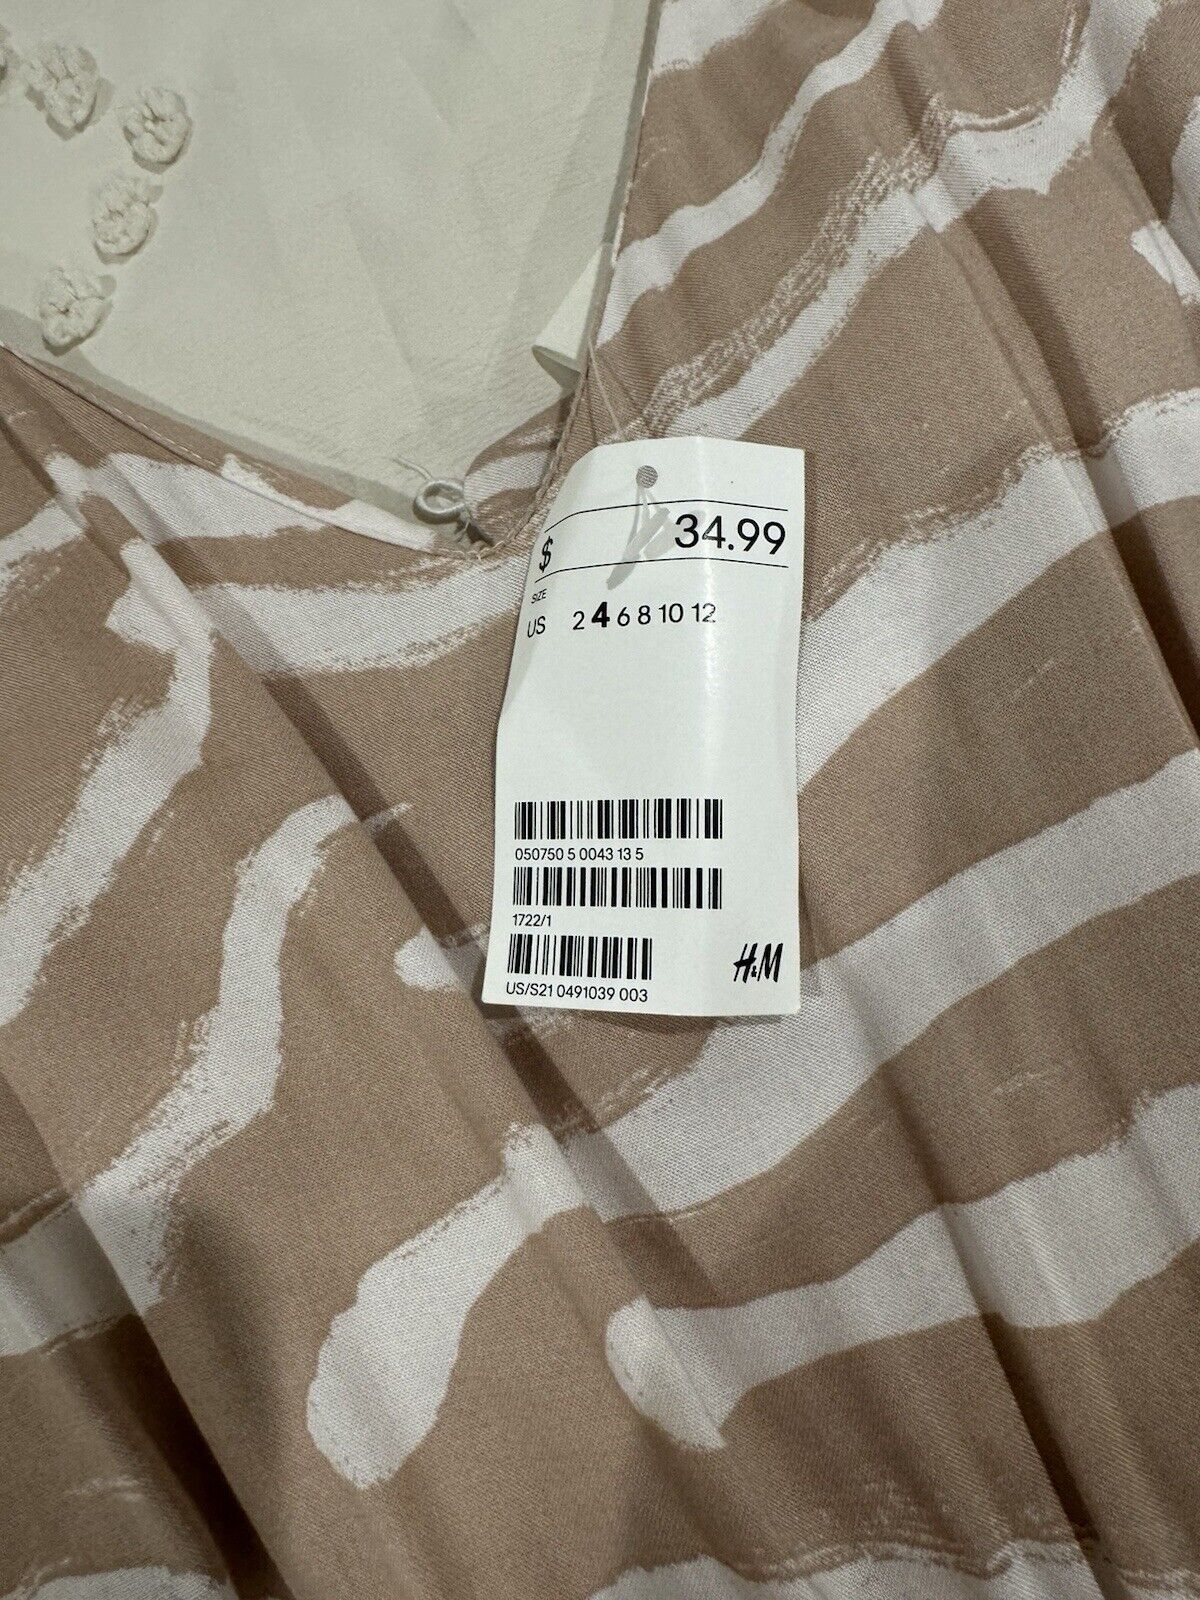 $ 34.99
SIZE
US 2 4 6 8 10 12
050750 5 0043 13 5
1722/1
H&M
US/S21 0491039 003